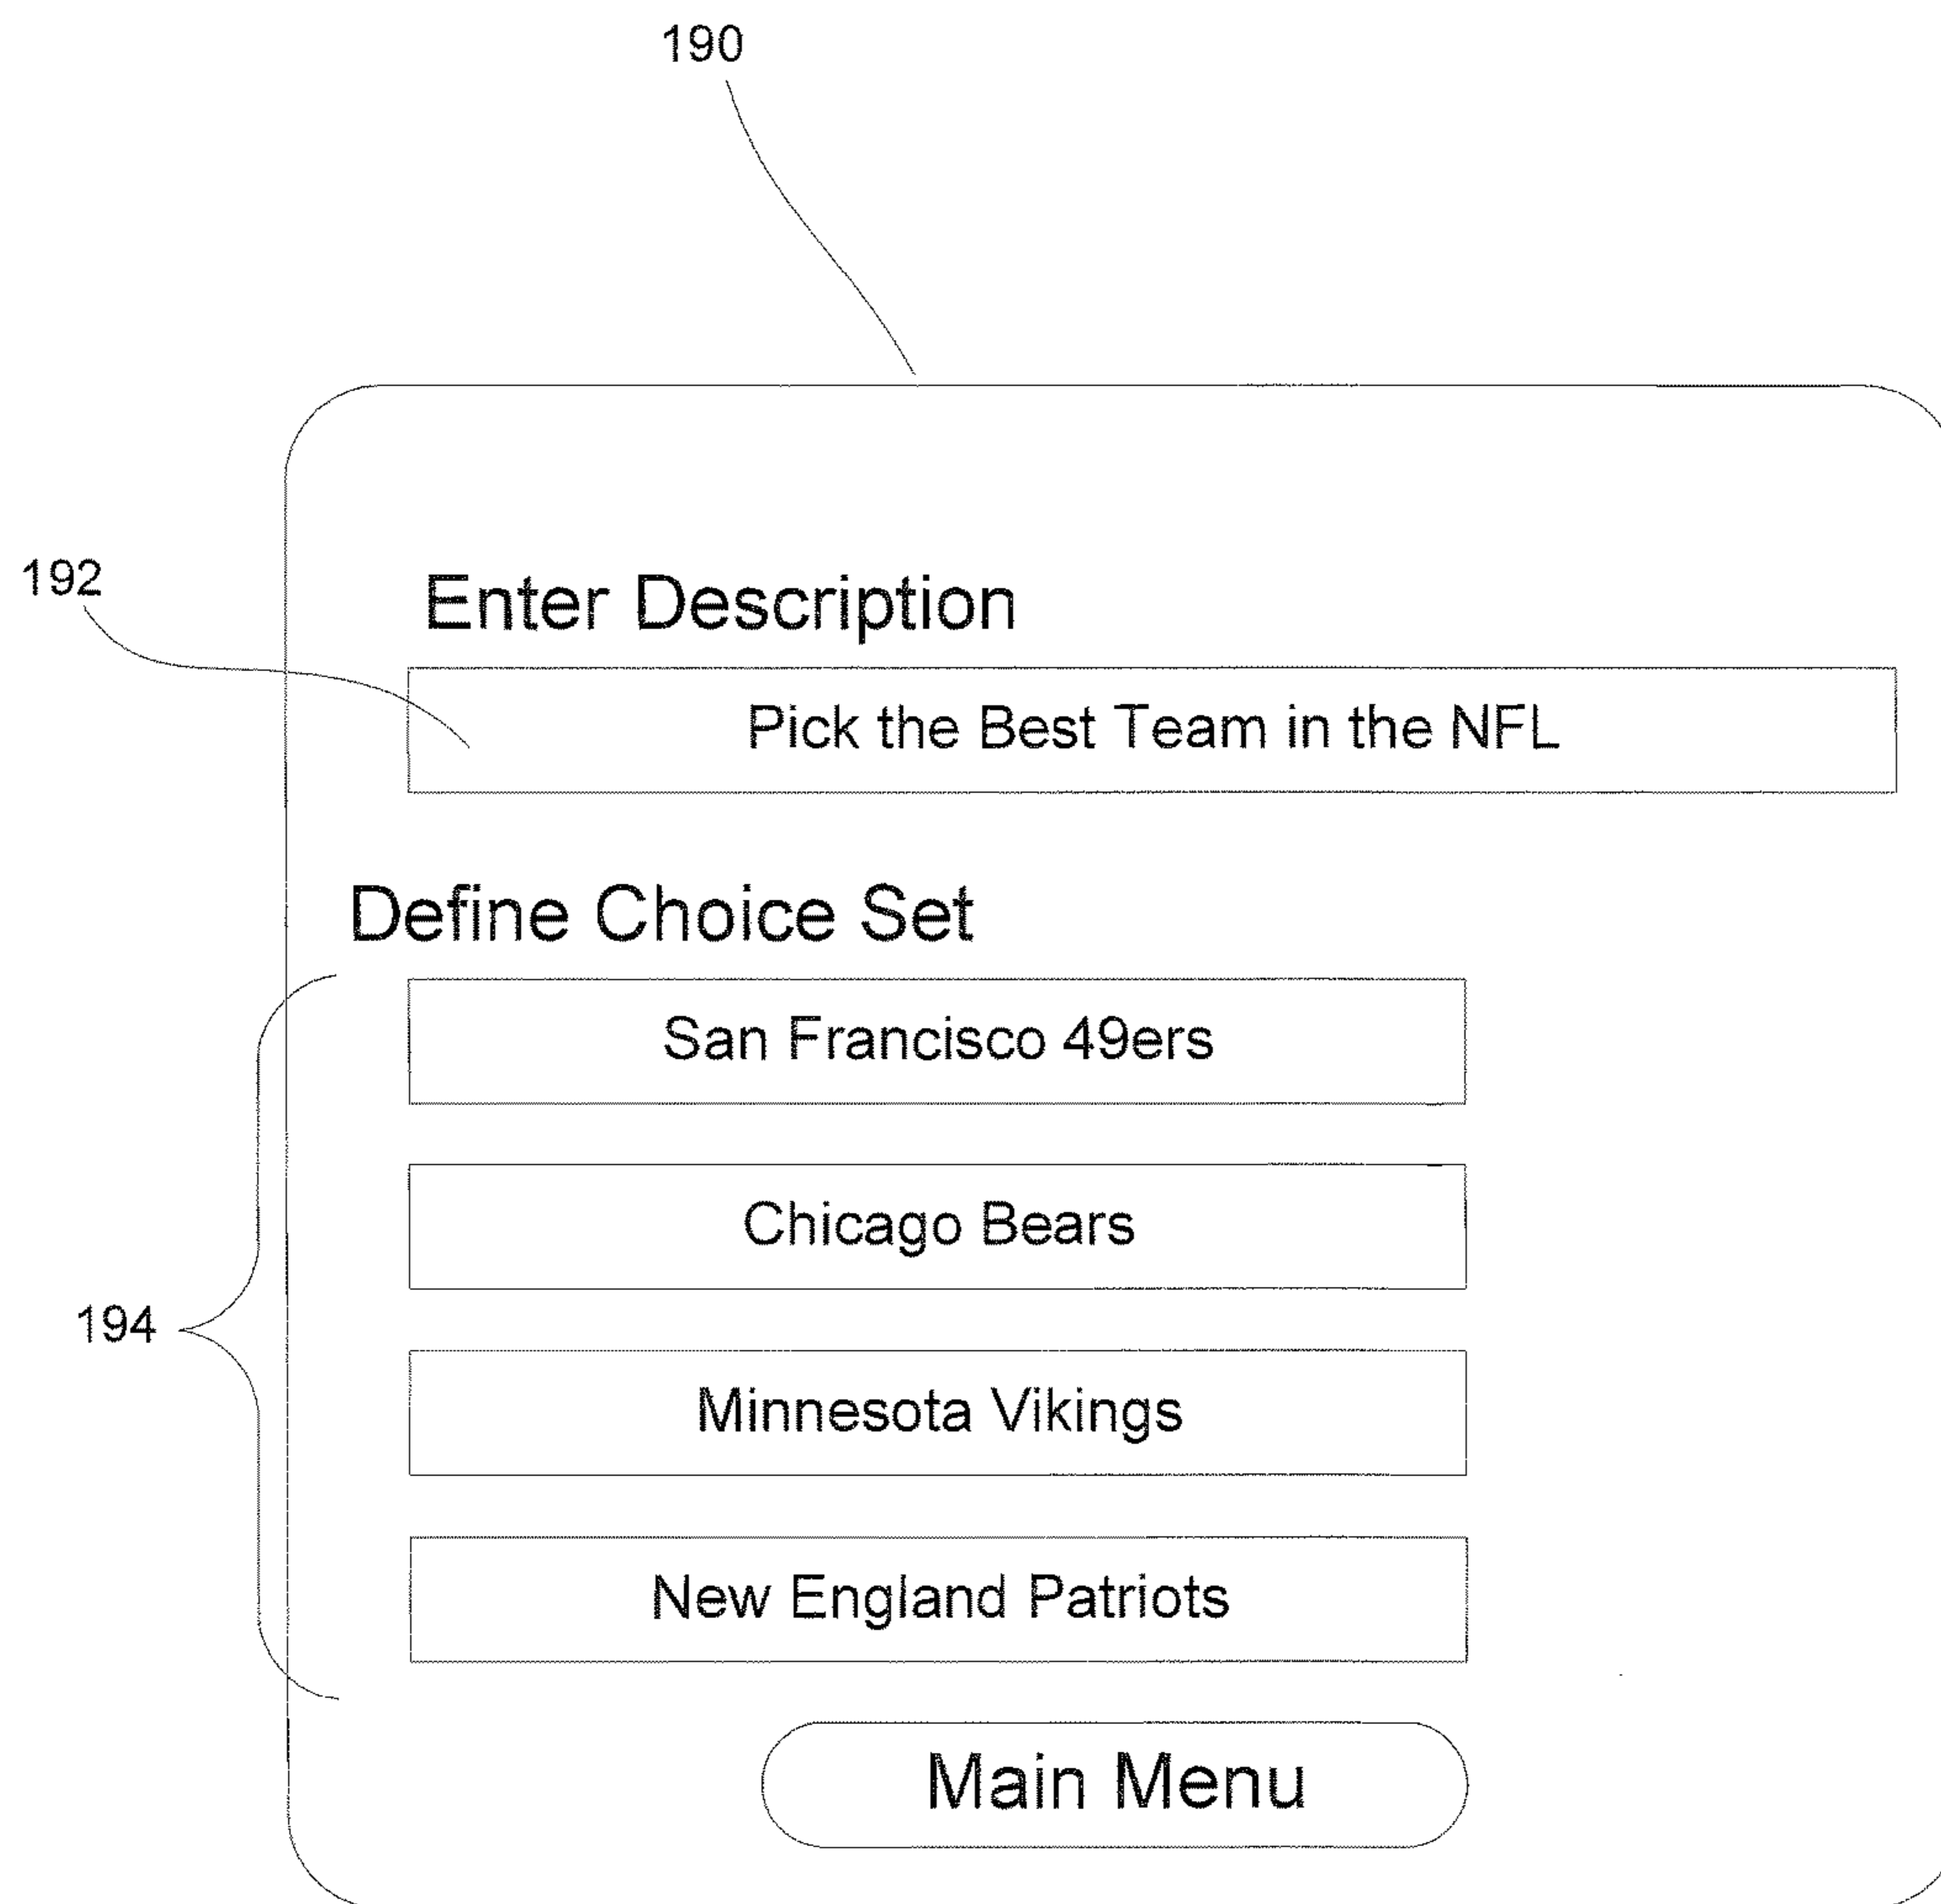 190
192
Enter Description
Pick the Best Team in the NFL
Define Choice Set
San Francisco 49ers
Chicago Bears
194
Minnesota Vikings
New England Patriots
Main Menu